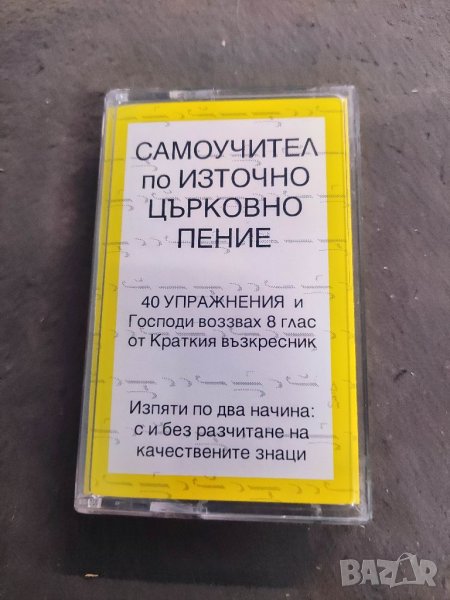 САМОУЧИТЕЛ
по ИЗТОЧНО
ЦЪРКОВНО
ПЕНИЕ
40 УПРАЖНЕНИЯ и
Господи воззвах 8 глас
от Краткия възкресник
Изпяти по два начина:
с и без разчитане на
качествените знаци
BAZAR